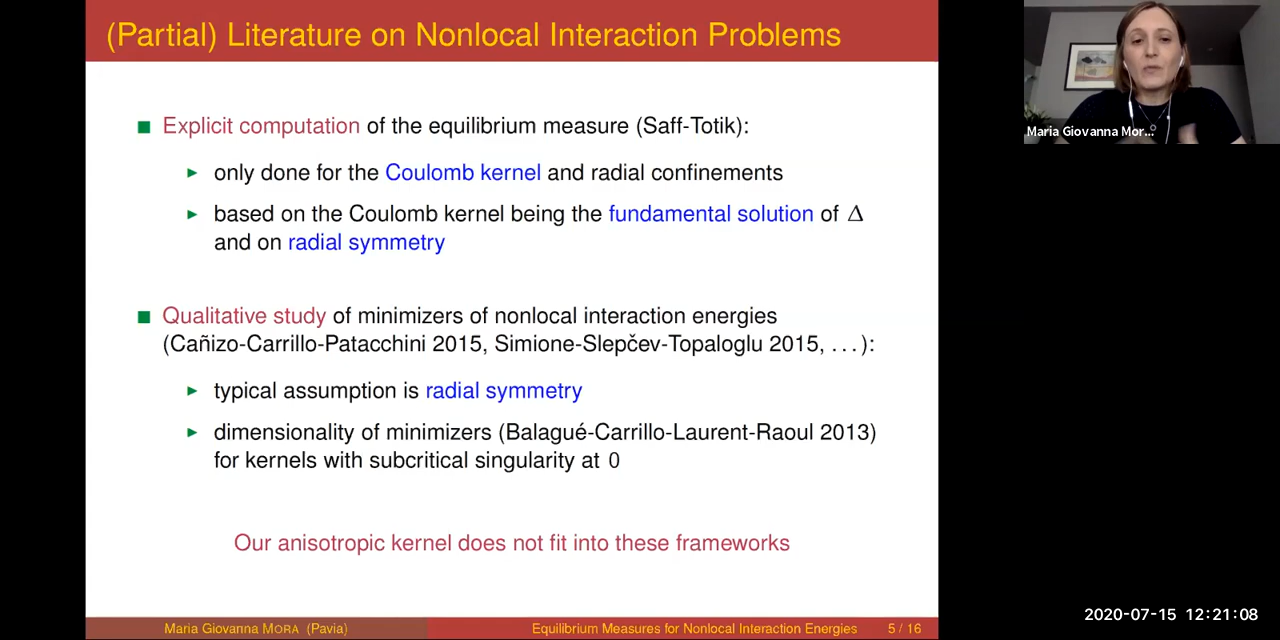 (Partial) Literature on Nonlocal Interaction Problems
Explicit computation of the equilibrium measure (Saff-Totik):
only done for the Coulomb kernel and radial confinements
based on the Coulomb kernel being the fundamental solution of Δ
and on radial symmetry
Qualitative study of minimizers of nonlocal interaction energies
(Cañizo-Carrillo-Patacchini 2015, Simione-Slepčev-Topaloglu 2015, ...):
typical assumption is radial symmetry
dimensionality of minimizers (Balagué-Carrillo-Laurent-Raoul 2013)
for kernels with subcritical singularity at 0
Our anisotropic kernel does not fit into these frameworks
Maria Giovanna MORA (Pavia)
Equilibrium Measures for Nonlocal Interaction Energies
5 / 16
Maria Giovanna Mor...
2020-07-15 12:21:08